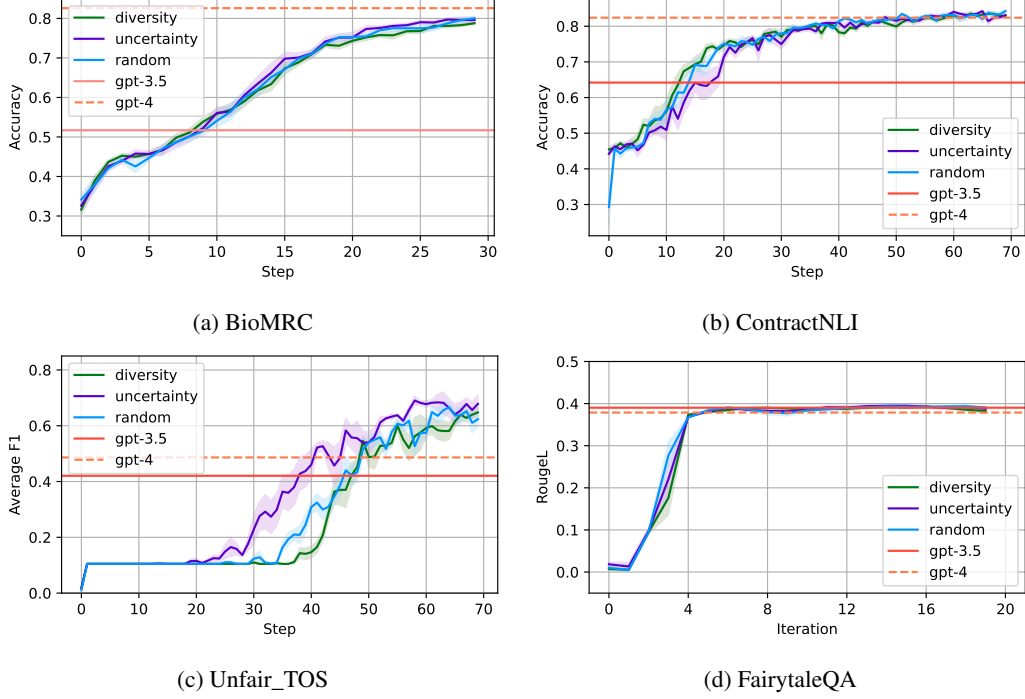 0.8
0.7
0.6
0.5
0.4
0.3
Accuracy
diversity
uncertainty
random
gpt-3.5
gpt-4
0 5 10 15 20 25 30
Step
(a) BioMRC
0.8
0.7
0.6
0.5
0.4
0.3
Accuracy
diversity
uncertainty
random
gpt-3.5
gpt-4
0 10 20 30 40 50 60 70
Step
(b) ContractNLI
0.8
0.6
0.4
0.2
0.0
Average F1
diversity
uncertainty
random
gpt-3.5
gpt-4
0 10 20 30 40 50 60 70
Step
(c) Unfair_TOS
0.5
0.4
0.3
0.2
0.1
0.0
RougeL
diversity
uncertainty
random
gpt-3.5
gpt-4
0 4 8 12 16 20
Iteration
(d) FairytaleQA